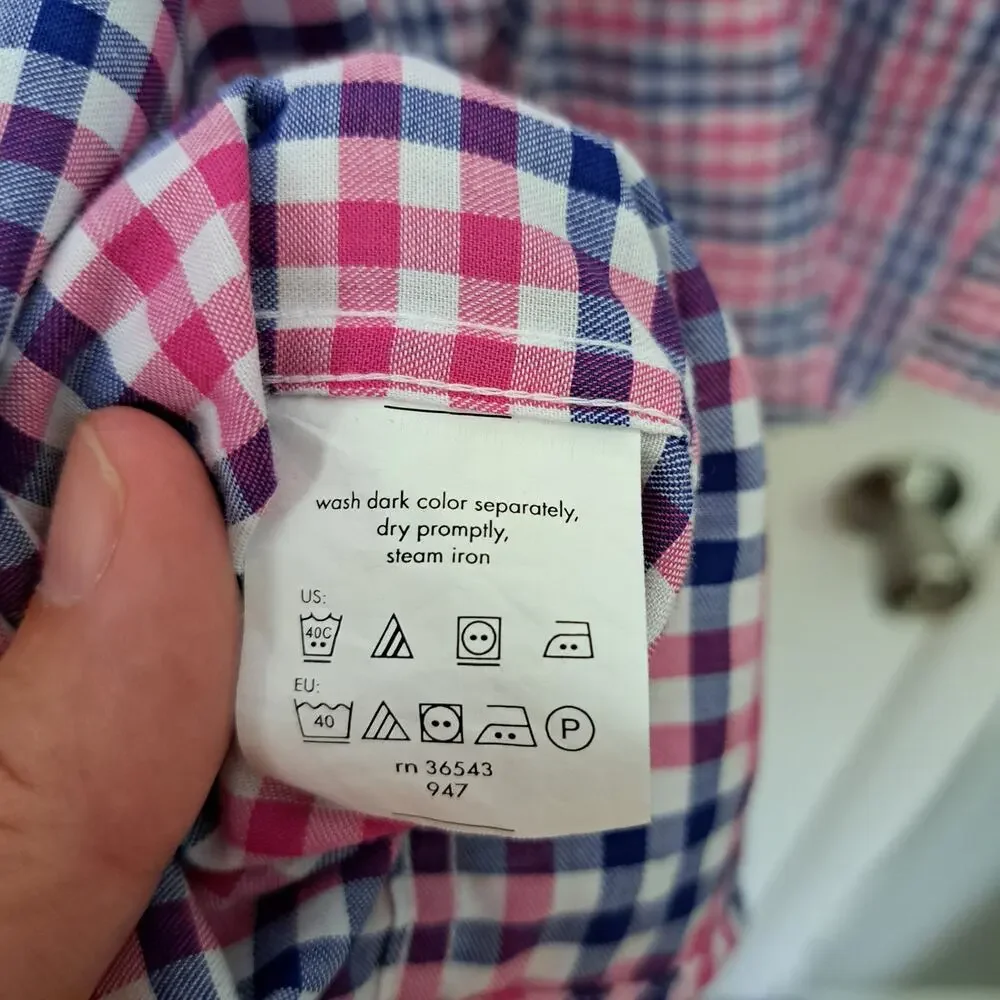 wash dark color separately,
dry promptly,
steam iron
US:
40C
EU:
40
P
rn 36543
947